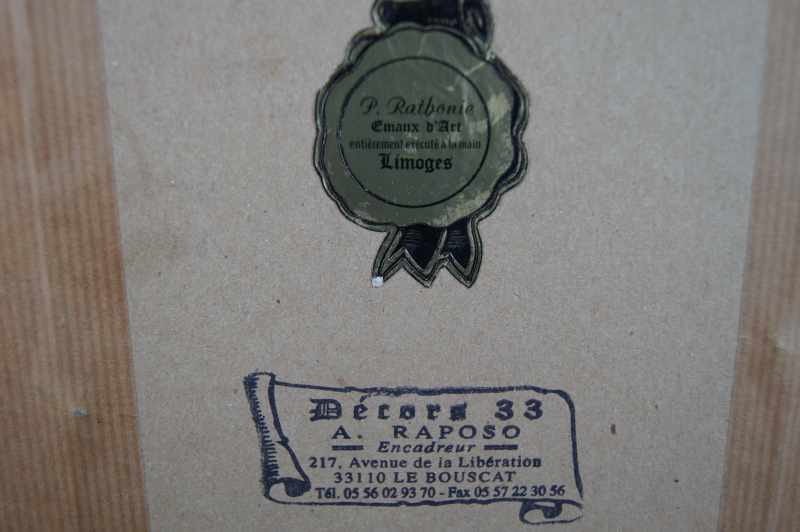 P. Rathonie
Emaux d'Art
entièrement exécuté à la main
Limoges
Décors 33
A. RAPOSO
Encadreur
217, Avenue de la Libération
33110 LE BOUSCAT
Tél. 05 56 02 93 70 - Fax 05 57 22 30 56